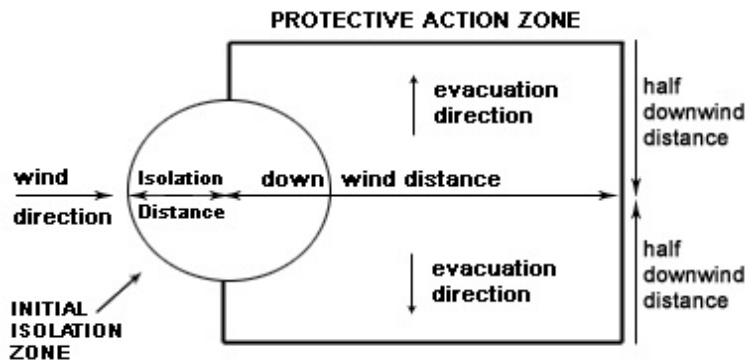 PROTECTIVE ACTION ZONE
evacuation
direction
half
downwind
distance
wind
direction
Isolation
Distance
down wind distance
evacuation
direction
half
downwind
distance
INITIAL
ISOLATION
ZONE